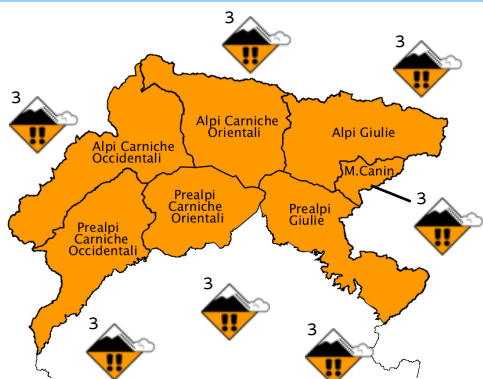 3
3
3
Alpi Carniche
Orientali
Alpi Giulie
Alpi Carniche
Occidentali
M.Canin
3
Prealpi
Carniche
Orientali
Prealpi
Giulie
Prealpi
Carniche
Occidentali
3
3
3